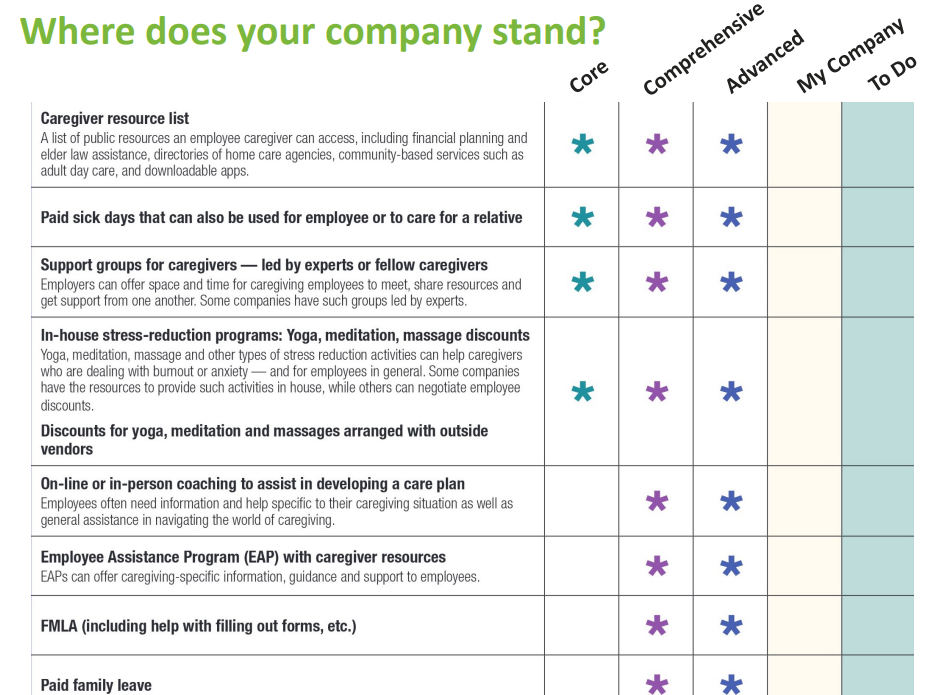 Where does your company stand?
Core
Comprehensive
Advanced
My Company
To Do
Caregiver resource list
A list of public resources an employee caregiver can access, including financial planning and
elder law assistance, directories of home care agencies, community-based services such as
adult day care, and downloadable apps.
* * *
Paid sick days that can also be used for employee or to care for a relative
* * *
Support groups for caregivers — led by experts or fellow caregivers
Employers can offer space and time for caregiving employees to meet, share resources and
get support from one another. Some companies have such groups led by experts.
* * *
In-house stress-reduction programs: Yoga, meditation, massage discounts
Yoga, meditation, massage and other types of stress reduction activities can help caregivers
who are dealing with burnout or anxiety — and for employees in general. Some companies
have the resources to provide such activities in house, while others can negotiate employee
discounts.
* * *
Discounts for yoga, meditation and massages arranged with outside
vendors
On-line or in-person coaching to assist in developing a care plan
Employees often need information and help specific to their caregiving situation as well as
general assistance in navigating the world of caregiving.
* *
Employee Assistance Program (EAP) with caregiver resources
EAPs can offer caregiving-specific information, guidance and support to employees.
* *
FMLA (including help with filling out forms, etc.)
* *
Paid family leave
* *